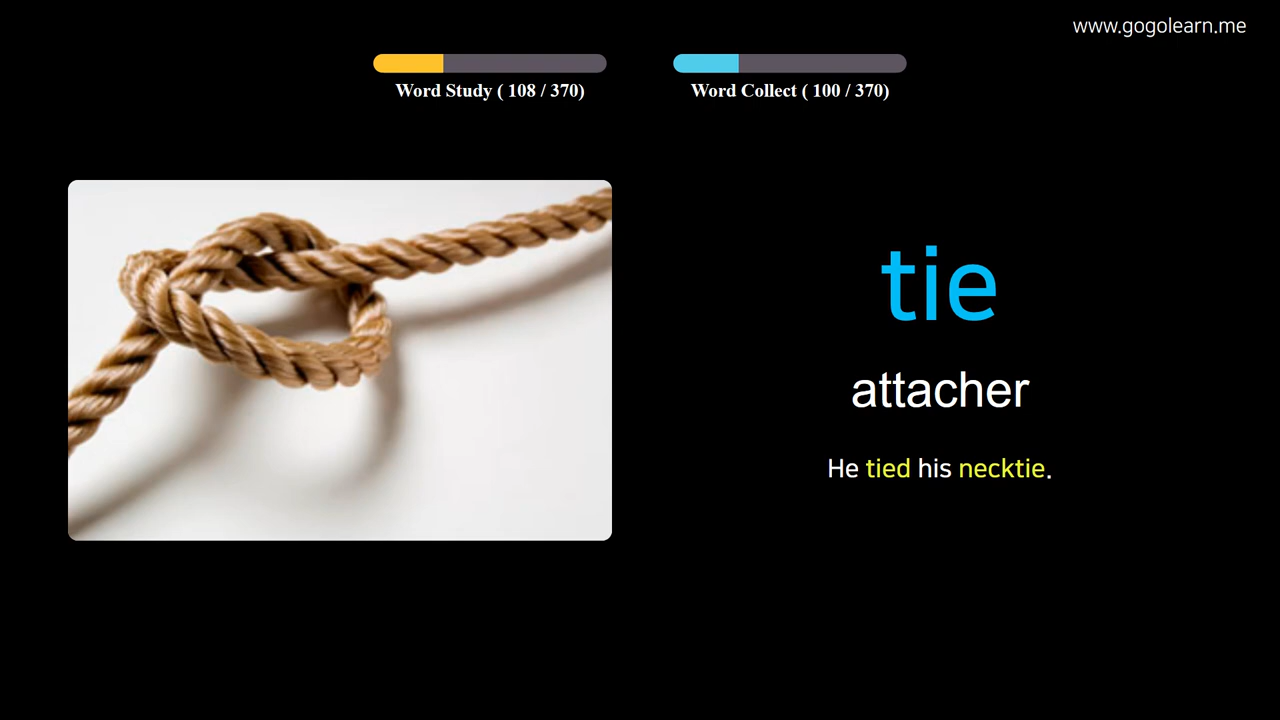 www.gogolearn.me
Word Study ( 108 / 370)
Word Collect ( 100 / 370)
tie
attacher
He tied his necktie.